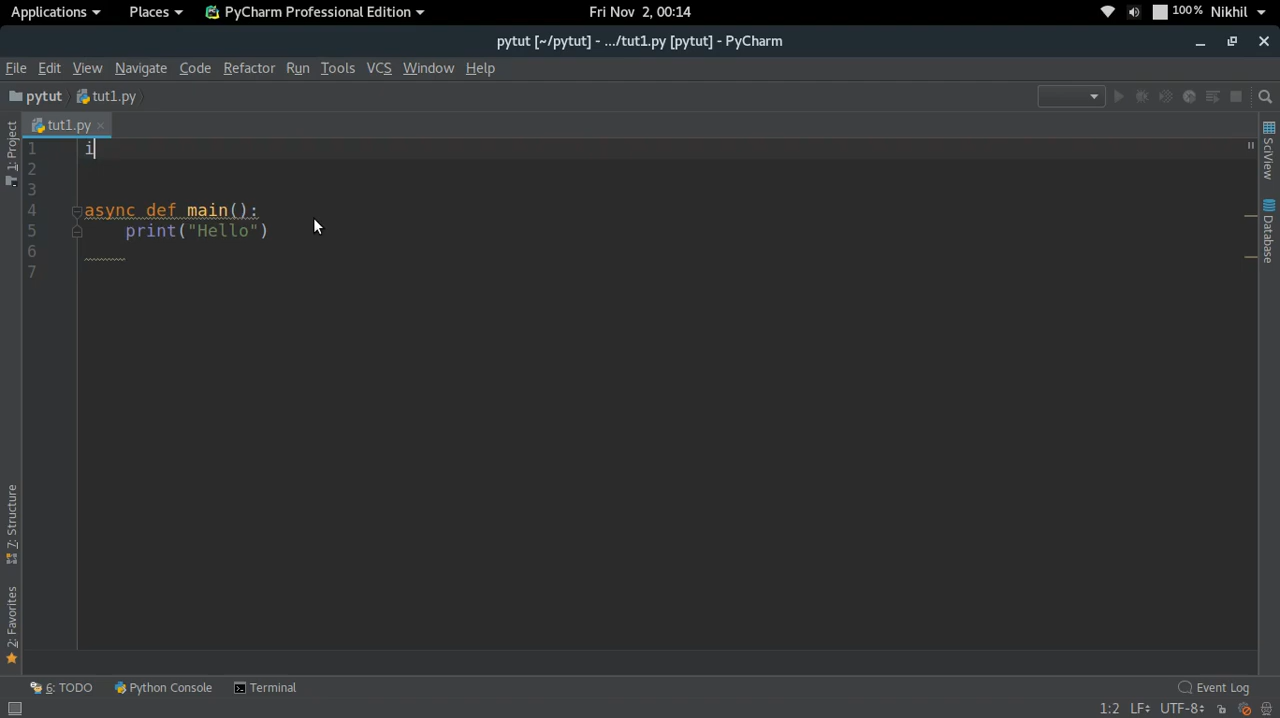 Applications Places PyCharm Professional Edition Fri Nov 2, 00:14 100% Nikhil
pytut [~/pytut] - .../tut1.py [pytut] - PyCharm
File Edit View Navigate Code Refactor Run Tools VCS Window Help
pytut tut1.py
tut1.py
1 i
2
3
4 async def main():
5 print("Hello")
6
7
1: Project
7: Structure
2: Favorites
SciView
Database
6: TODO Python Console Terminal Event Log
1:2 LF UTF-8